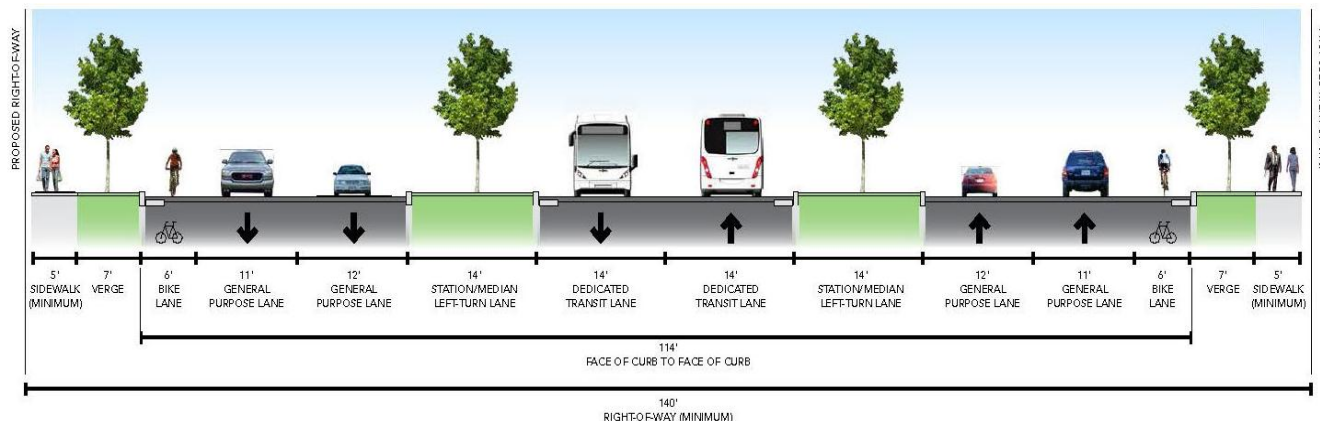 PROPOSED RIGHT-OF-WAY
5'
SIDEWALK
(MINIMUM)
7'
VERGE
6'
BIKE
LANE
11'
GENERAL
PURPOSE LANE
12'
GENERAL
PURPOSE LANE
14'
STATION/MEDIAN
LEFT-TURN LANE
14'
DEDICATED
TRANSIT LANE
14'
DEDICATED
TRANSIT LANE
14'
STATION/MEDIAN
LEFT-TURN LANE
12'
GENERAL
PURPOSE LANE
11'
GENERAL
PURPOSE LANE
6'
BIKE
LANE
7'
VERGE
5'
SIDEWALK
(MINIMUM)
114'
FACE OF CURB TO FACE OF CURB
140'
RIGHT-OF-WAY (MINIMUM)